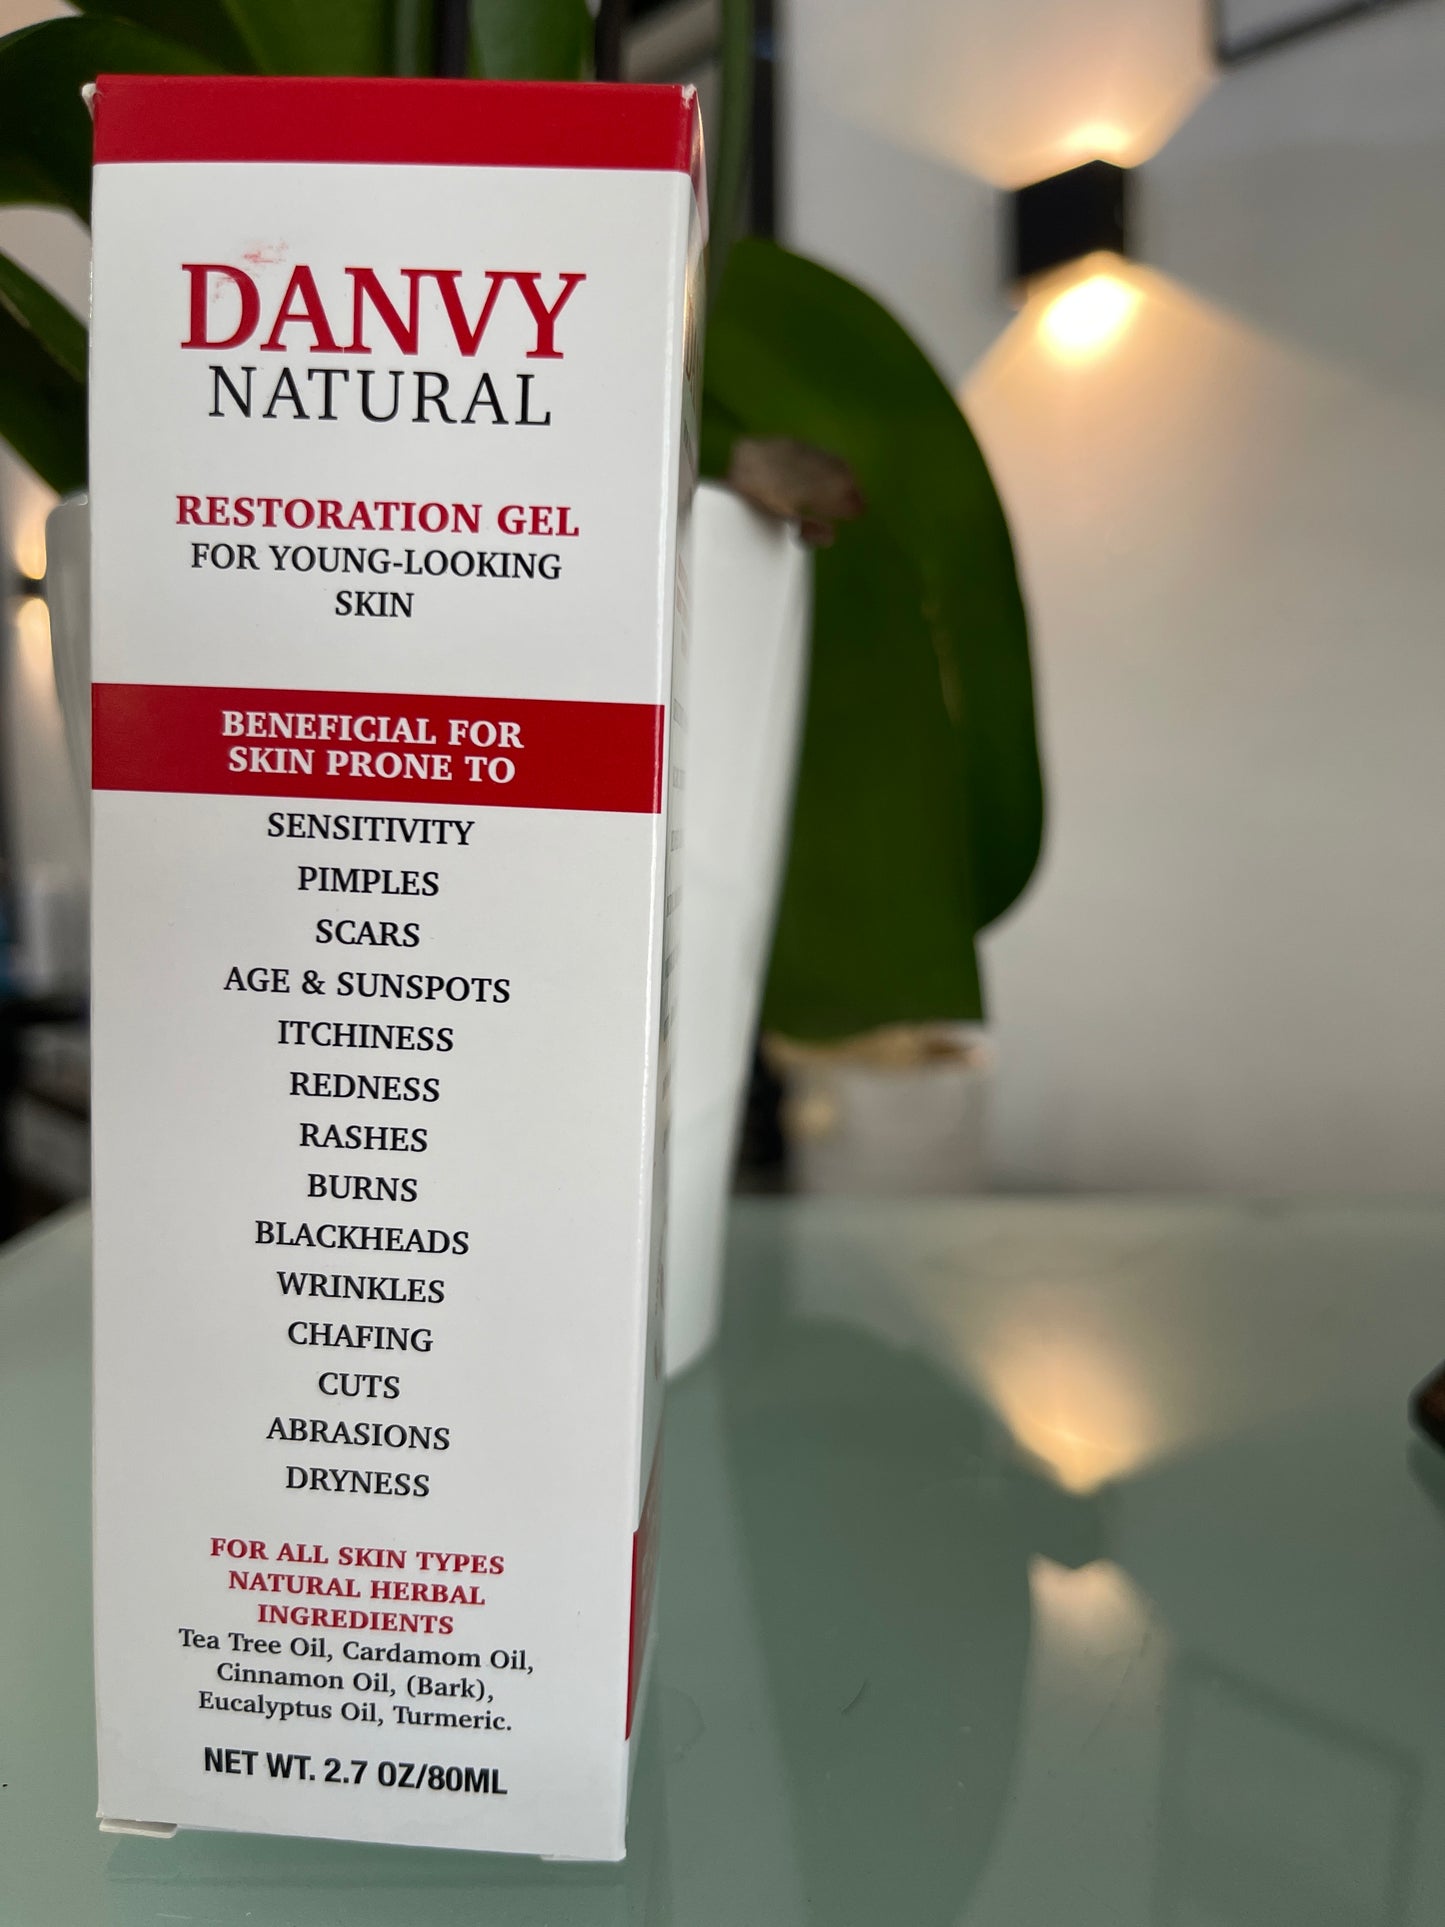 DANVY
NATURAL
RESTORATION GEL
FOR YOUNG-LOOKING
SKIN
BENEFICIAL FOR
SKIN PRONE TO
SENSITIVITY
PIMPLES
SCARS
AGE & SUNSPOTS
ITCHINESS
REDNESS
RASHES
BURNS
BLACKHEADS
WRINKLES
CHAFING
CUTS
ABRASIONS
DRYNESS
FOR ALL SKIN TYPES
NATURAL HERBAL
INGREDIENTS
Tea Tree Oil, Cardamom Oil,
Cinnamon Oil, (Bark),
Eucalyptus Oil, Turmeric.
NET WT. 2.7 OZ/80ML